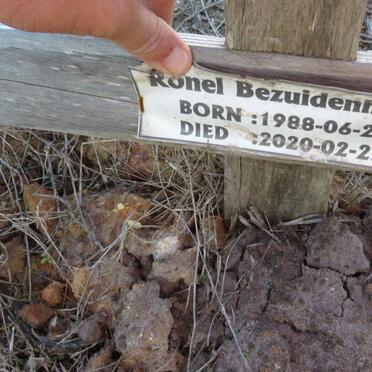 Ronel Bezuidenh
BORN :1988-06-2
DIED :2020-02-2